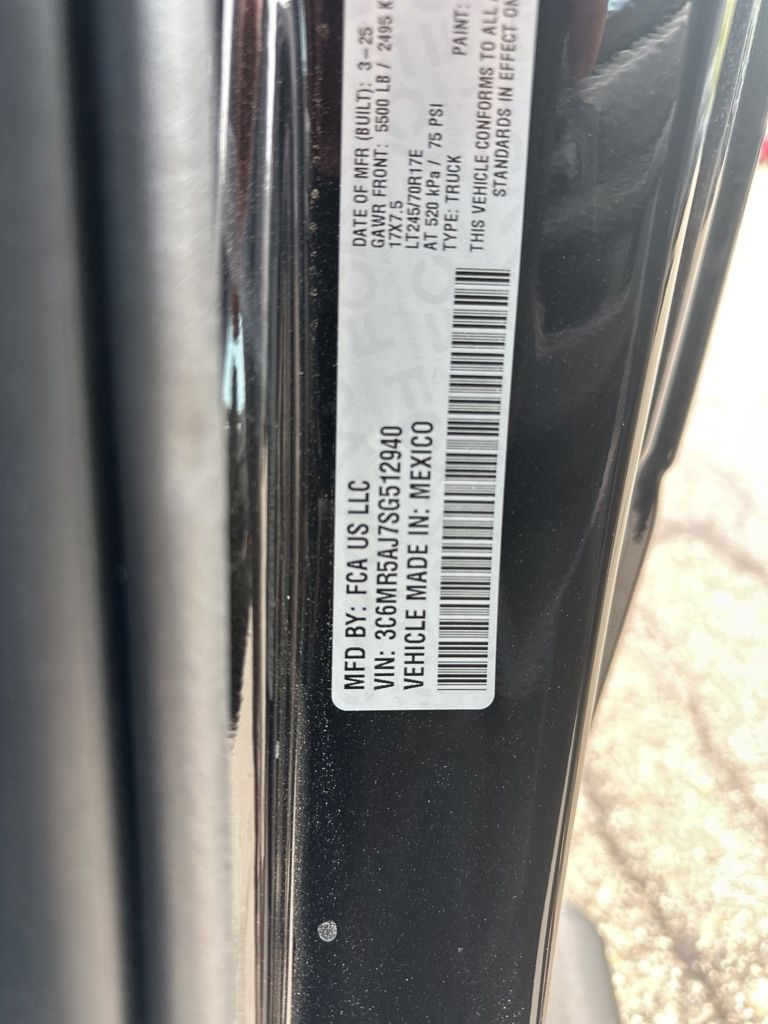 MFD BY: FCA US LLC
VIN: 3C6MR5AJ7SG512940
VEHICLE MADE IN: MEXICO
DATE OF MFR (BUILT): 3-25
GAWR FRONT: 5500 LB / 2495 K
17X7.5
LT245/70R17E
AT 520 kPa / 75 PSI
TYPE: TRUCK
PAINT:
THIS VEHICLE CONFORMS TO ALL
STANDARDS IN EFFECT ON